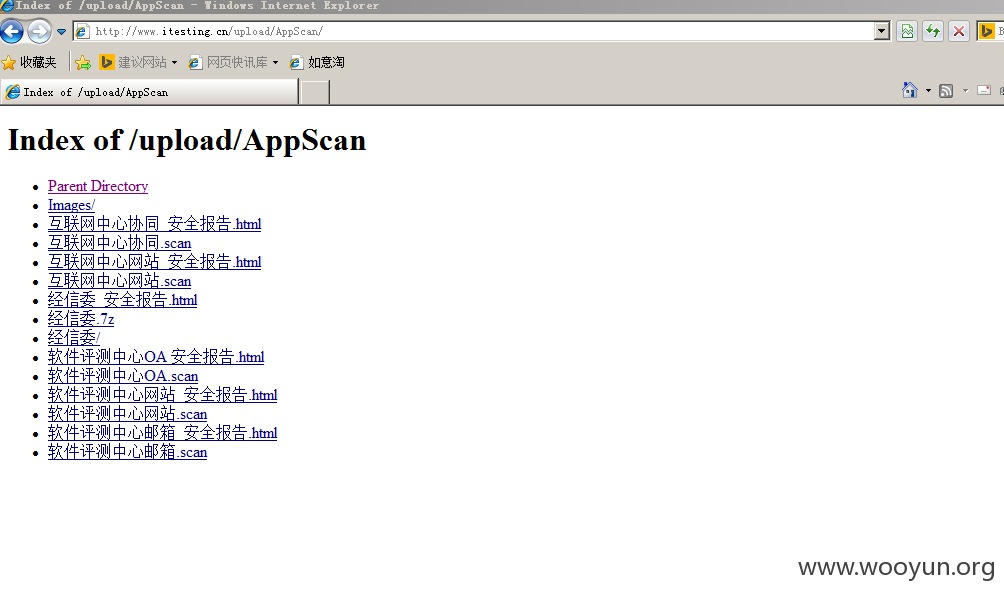 Index of /upload/AppScan - Windows Internet Explorer
http://www.itesting.cn/upload/AppScan/
收藏夹 建议网站 网页快讯库 如意淘
Index of /upload/AppScan
Index of /upload/AppScan
Parent Directory
Images/
互联网中心协同_安全报告.html
互联网中心协同.scan
互联网中心网站_安全报告.html
互联网中心网站.scan
经信委_安全报告.html
经信委.7z
经信委/
软件评测中心OA 安全报告.html
软件评测中心OA.scan
软件评测中心网站_安全报告.html
软件评测中心网站.scan
软件评测中心邮箱_安全报告.html
软件评测中心邮箱.scan
www.wooyun.org